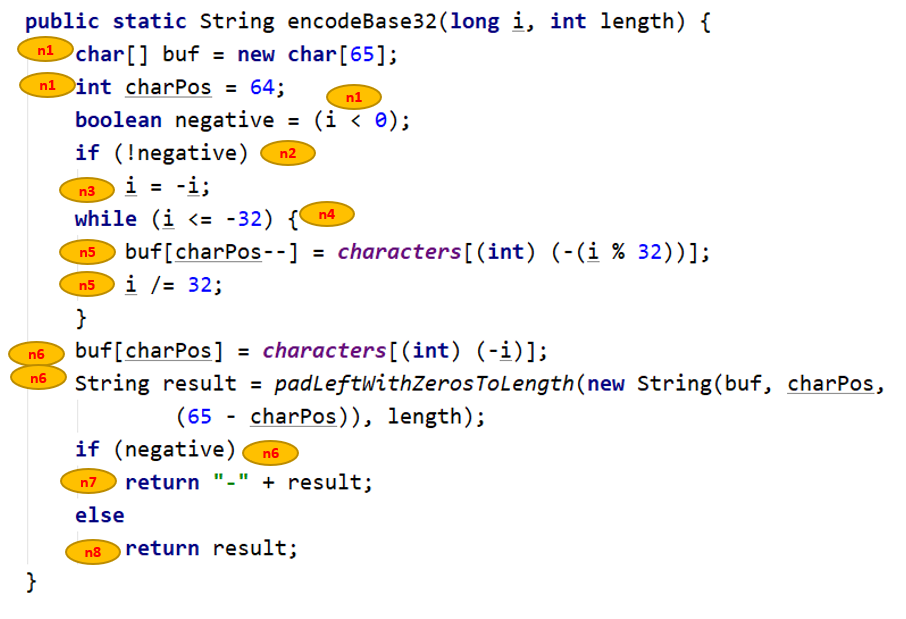 public static String encodeBase32(long i, int length) {
n1 char[] buf = new char[65];
n1 int charPos = 64;
n1
boolean negative = (i < 0);
if (!negative) n2
n3 i = -i;
while (i <= -32) { n4
n5 buf[charPos--] = characters[(int) (-(i % 32))];
n5 i /= 32;
}
n6 buf[charPos] = characters[(int) (-i)];
n6 String result = padLeftWithZerosToLength(new String(buf, charPos,
(65 - charPos)), length);
if (negative) n6
n7 return "-" + result;
else
n8 return result;
}